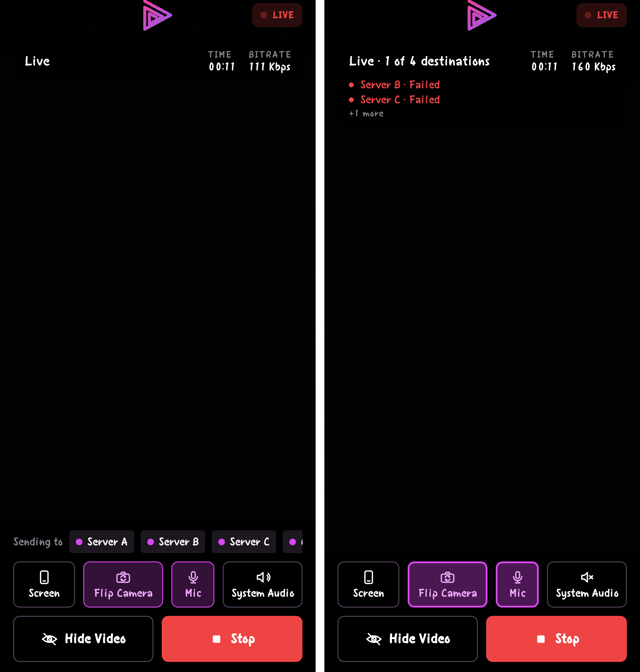 LIVE
Live
TIME
00:11
BITRATE
111 Kbps
Sending to
Server A
Server B
Server C
Screen
Flip Camera
Mic
System Audio
Hide Video
Stop
LIVE
Live · 1 of 4 destinations
TIME
00:11
BITRATE
160 Kbps
Server B · Failed
Server C · Failed
+1 more
Screen
Flip Camera
Mic
System Audio
Hide Video
Stop